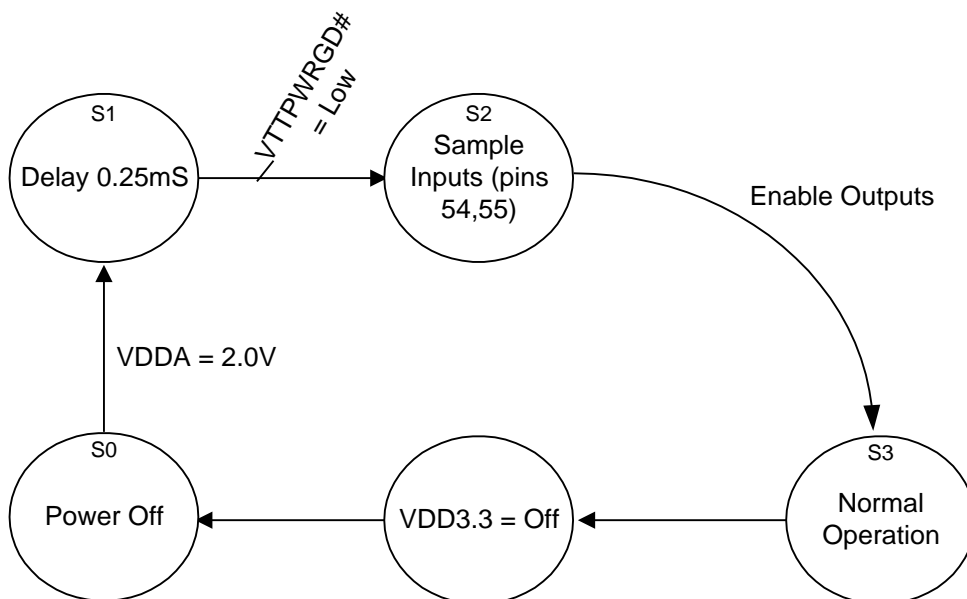 S1
Delay 0.25mS
VTTPWRGD#
= Low
S2
Sample
Inputs (pins
54,55)
Enable Outputs
VDDA = 2.0V
S0
Power Off
VDD3.3 = Off
S3
Normal
Operation